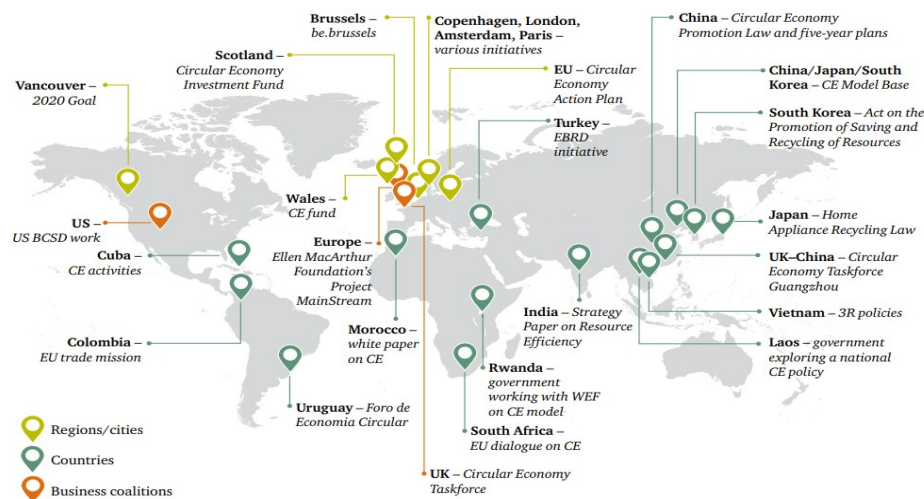 Brussels –
be.brussels
Copenhagen, London,
Amsterdam, Paris –
various initiatives
China – Circular Economy
Promotion Law and five-year plans
Scotland –
Circular Economy
Investment Fund
EU – Circular
Economy
Action Plan
China/Japan/South
Korea – CE Model Base
Vancouver –
2020 Goal
South Korea – Act on the
Promotion of Saving and
Recycling of Resources
Turkey –
EBRD
initiative
Wales –
CE fund
US –
US BCSD work
Japan – Home
Appliance Recycling Law
Cuba –
CE activities
Europe –
Ellen MacArthur
Foundation's
Project
MainStream
UK–China – Circular
Economy Taskforce
Guangzhou
India – Strategy
Paper on Resource
Efficiency
Vietnam – 3R policies
Morocco –
white paper
on CE
Colombia –
EU trade mission
Laos – government
exploring a national
CE policy
Rwanda –
government
working with WEF
on CE model
Uruguay – Foro de
Economia Circular
South Africa –
EU dialogue on CE
UK – Circular Economy
Taskforce
Regions/cities
Countries
Business coalitions